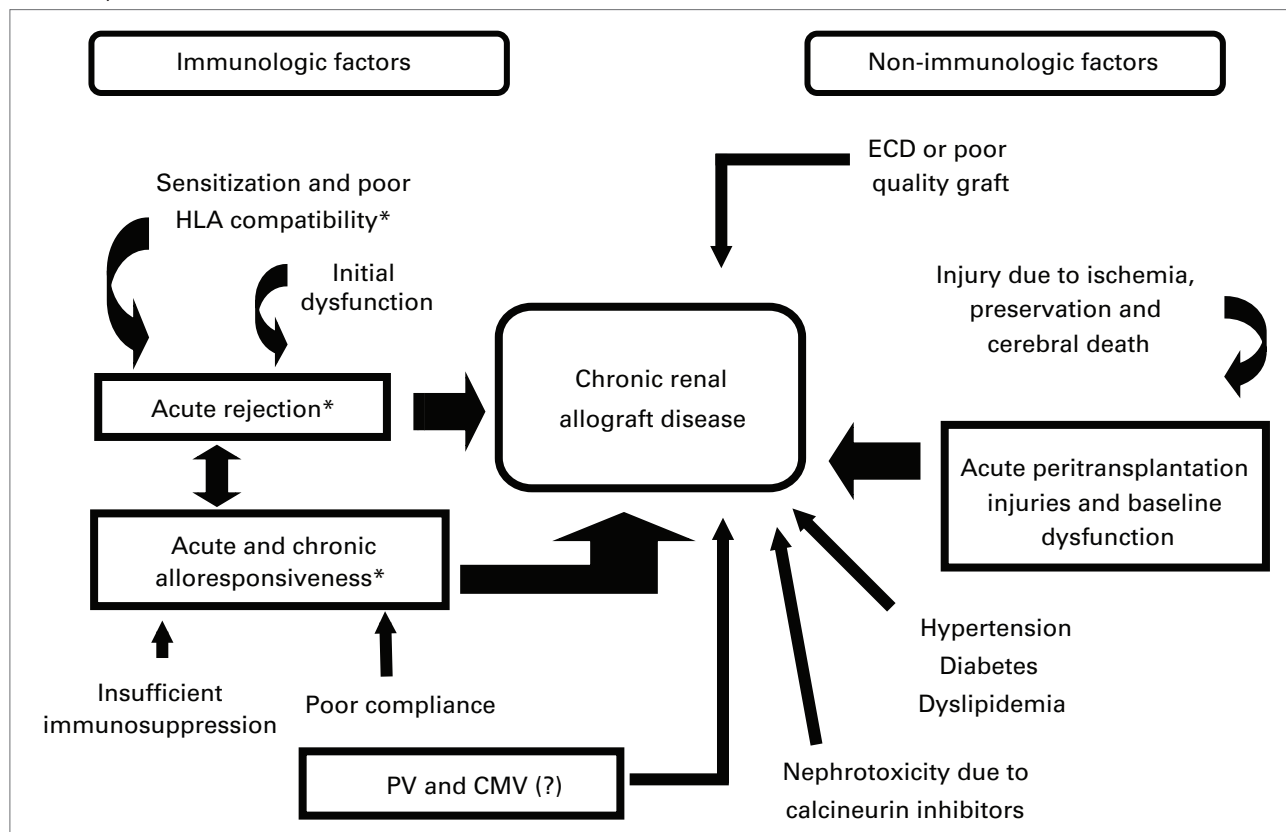 Immunologic factors
Non-immunologic factors
ECD or poor
quality graft
Sensitization and poor
HLA compatibility*
Initial
dysfunction
Injury due to ischemia,
preservation and
cerebral death
Chronic renal
allograft disease
Acute rejection*
Acute peritransplantation
injuries and baseline
dysfunction
Acute and chronic
alloresponsiveness*
Hypertension
Diabetes
Dyslipidemia
Insufficient
immunosuppression
Poor compliance
PV and CMV (?)
Nephrotoxicity due to
calcineurin inhibitors